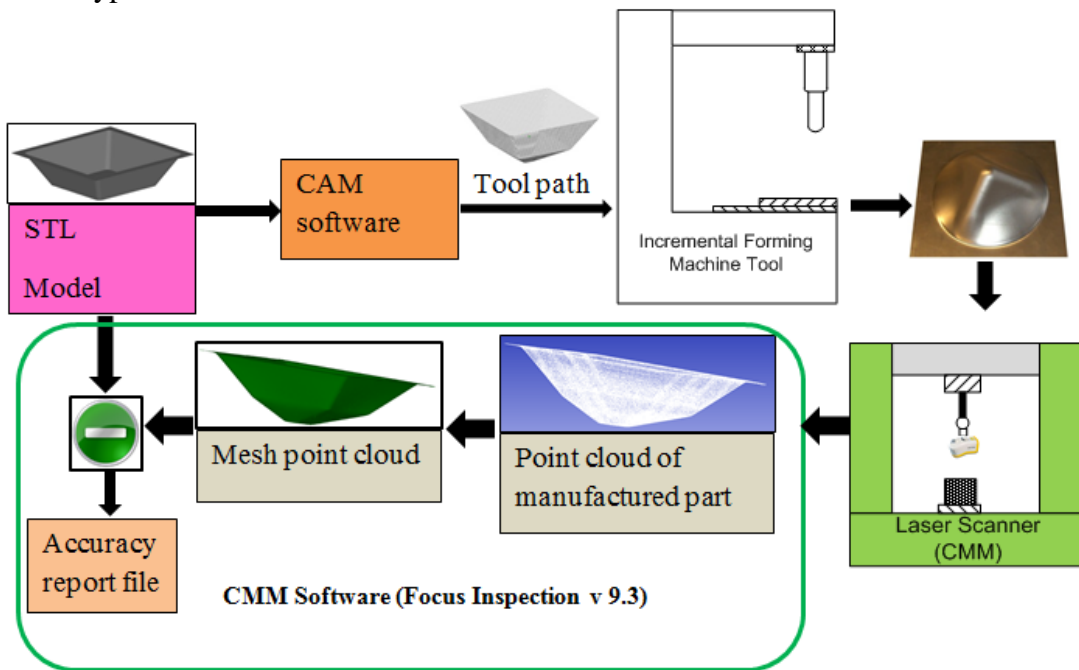 STL
Model
CAM
software
Tool path
Incremental Forming
Machine Tool
Mesh point cloud
Point cloud of
manufactured part
Laser Scanner
(CMM)
Accuracy
report file
CMM Software (Focus Inspection v 9.3)